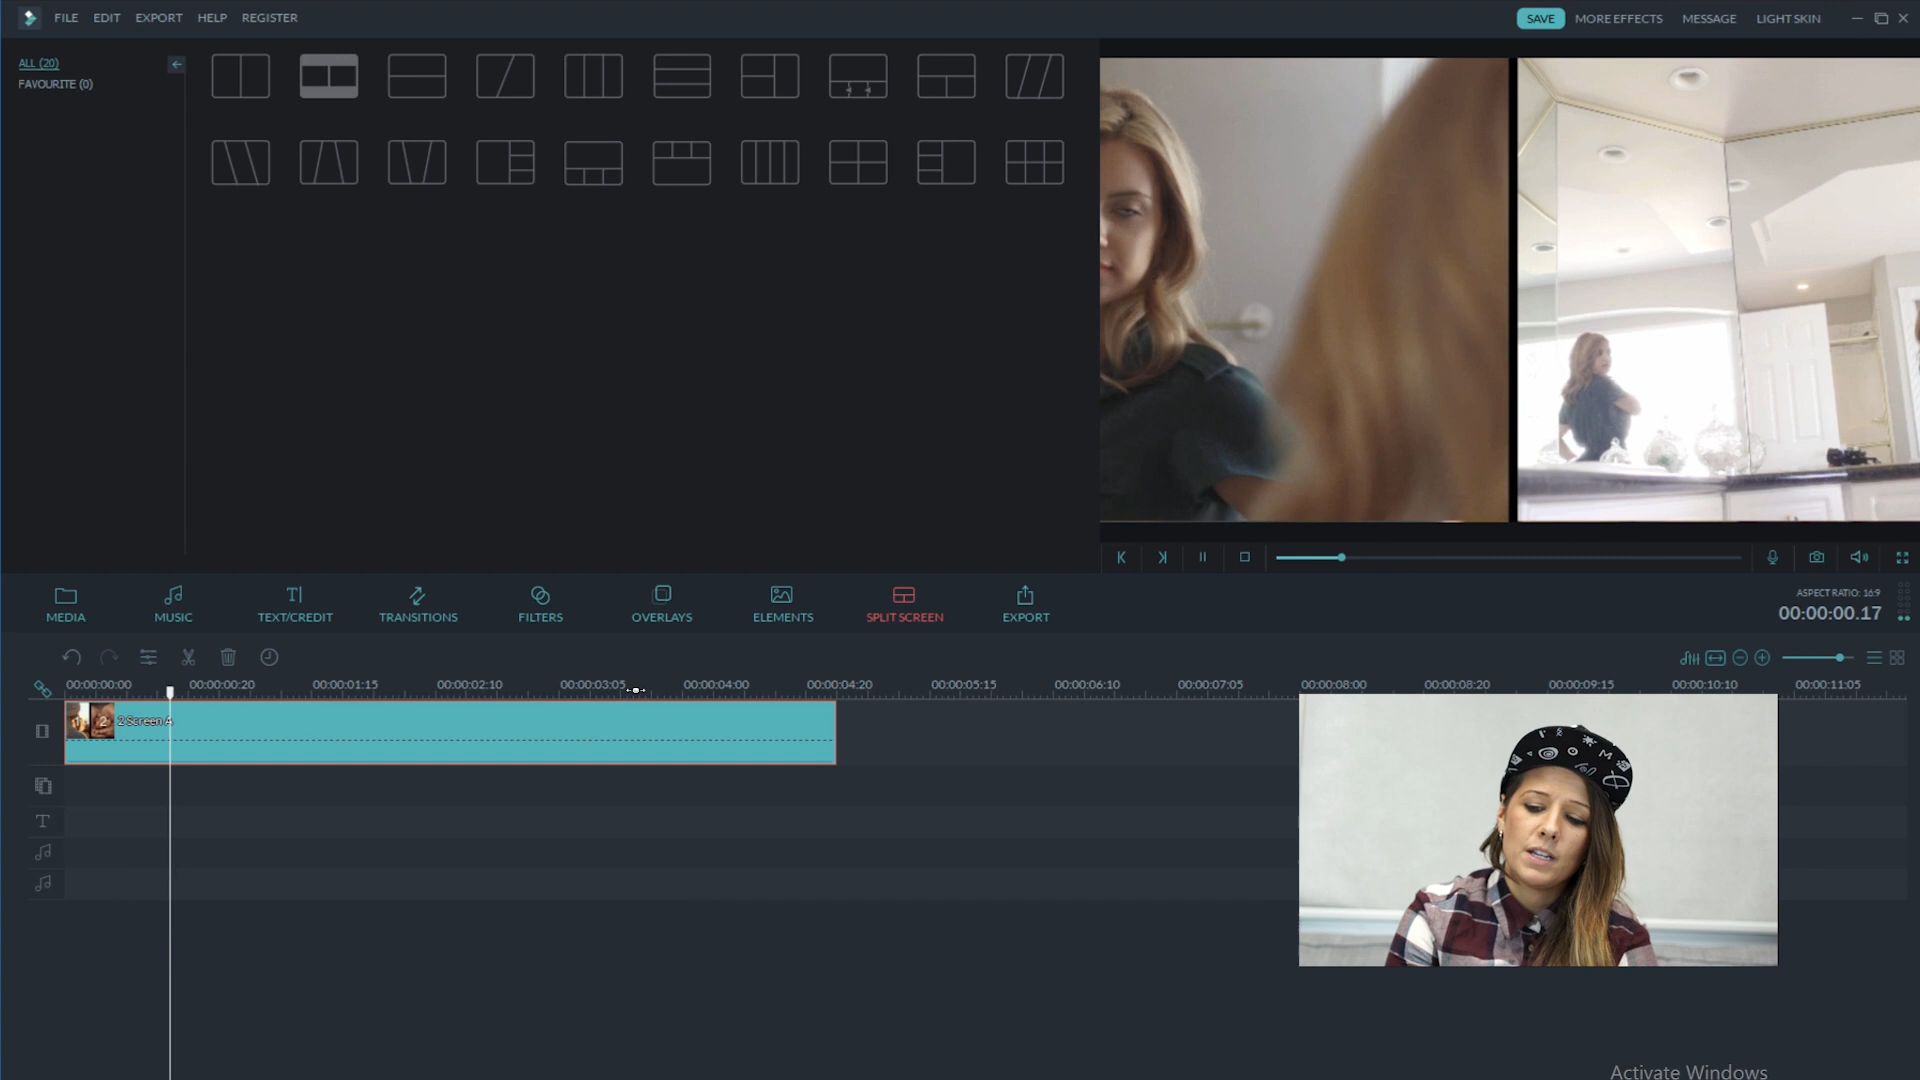 FILE EDIT EXPORT HELP REGISTER
SAVE MORE EFFECTS MESSAGE LIGHT SKIN
ALL (20)
FAVOURITE (0)
MEDIA MUSIC TEXT/CREDIT TRANSITIONS FILTERS OVERLAYS ELEMENTS SPLIT SCREEN EXPORT
ASPECT RATIO: 16:9
00:00:00.17
00:00:00:00 00:00:00:20 00:00:01:15 00:00:02:10 00:00:03:05 00:00:04:00 00:00:04:20 00:00:05:15 00:00:06:10 00:00:07:05 00:00:08:00 00:00:08:20 00:00:09:15 00:00:10:10 00:00:11:05
2 2 Screen A
Activate Windows